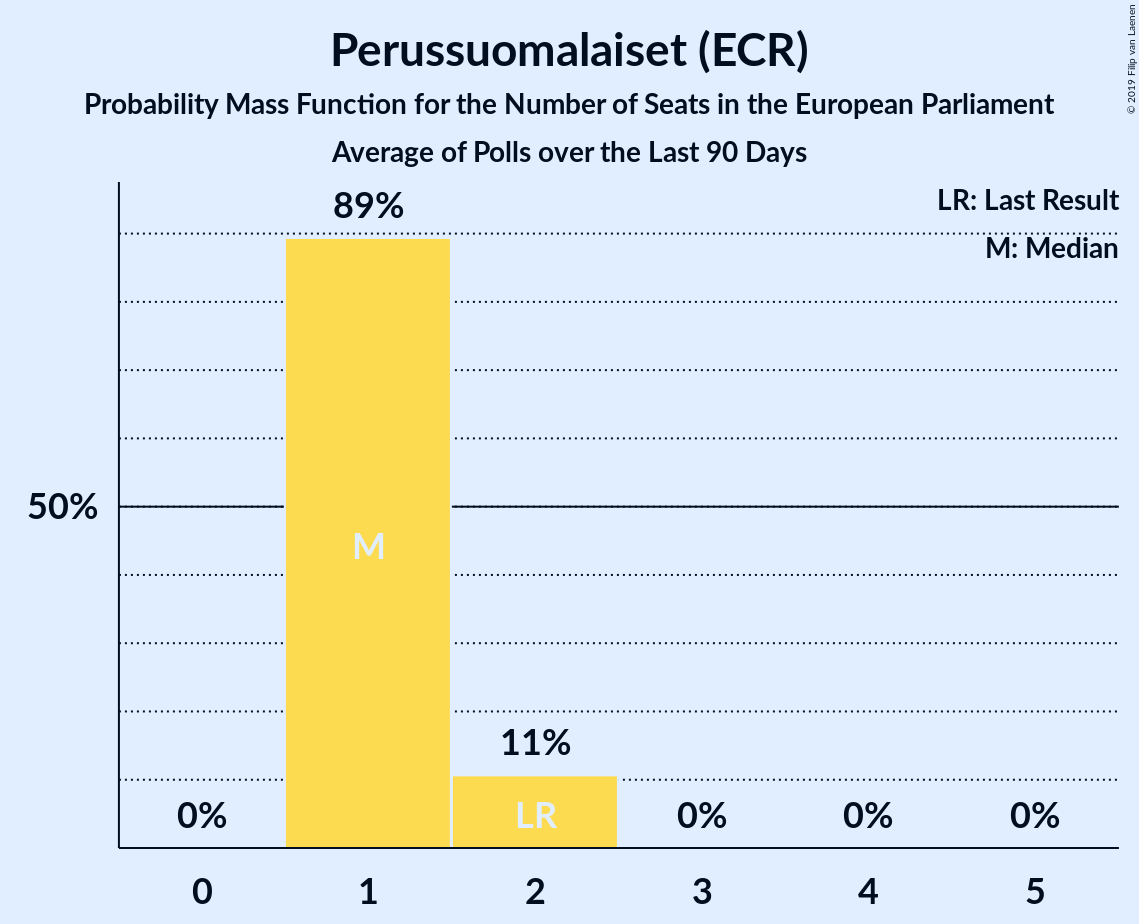 Perussuomalaiset (ECR)
Probability Mass Function for the Number of Seats in the European Parliament
Average of Polls over the Last 90 Days
© 2019 Filip van Laenen
LR: Last Result
M: Median
89%
50%
M
11%
LR
0%
0%
0%
0%
0
1
2
3
4
5